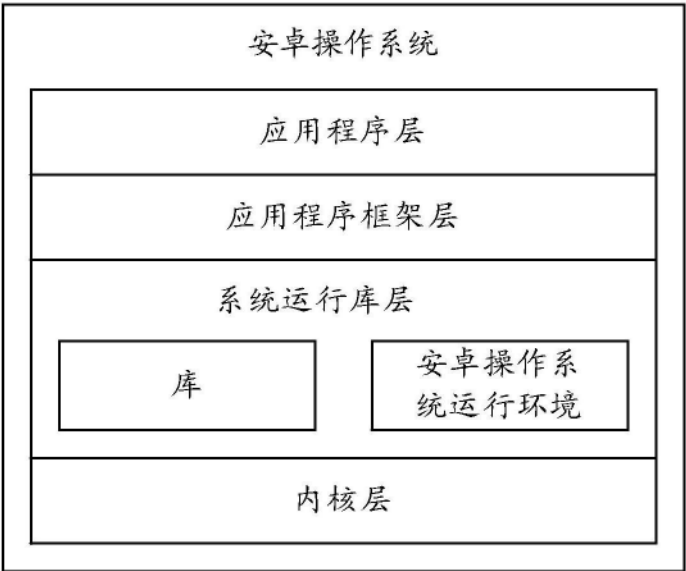 安卓操作系统
应用程序层
应用程序框架层
系统运行库层
库
安卓操作系
统运行环境
内核层